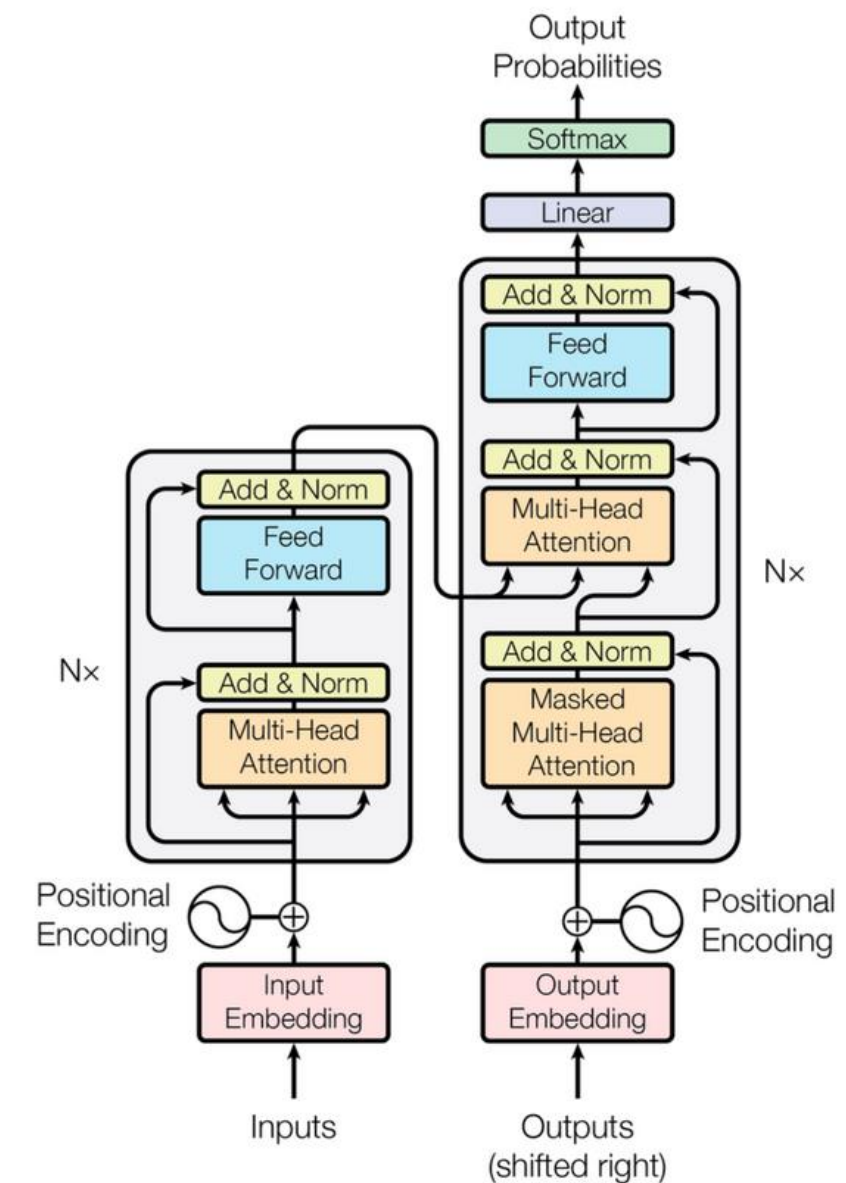 Output
Probabilities
Softmax
Linear
Add & Norm
Feed
Forward
Add & Norm
Multi-Head
Attention
Add & Norm
Masked
Multi-Head
Attention
Nx
Add & Norm
Feed
Forward
Add & Norm
Multi-Head
Attention
Nx
Positional
Encoding
Positional
Encoding
Input
Embedding
Output
Embedding
Inputs
Outputs
(shifted right)